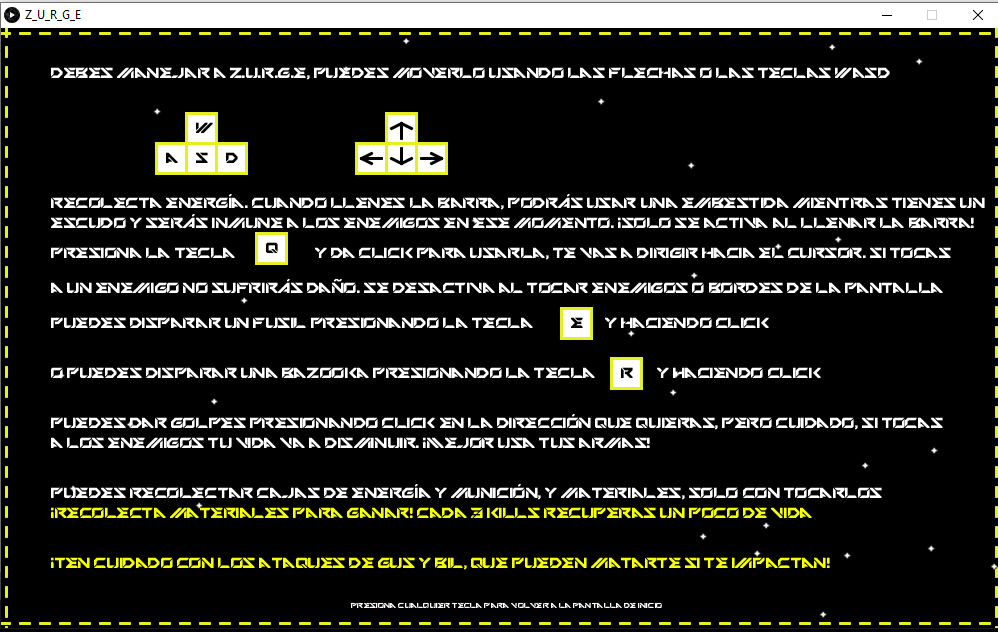 Z_U_R_G_E
DEBES MANEJAR A Z.U.R.G.E, PUEDES MOVERLO USANDO LAS FLECHAS O LAS TECLAS WASD
W ↑
A S D ← ↓ →
RECOLECTA ENERGÍA. CUANDO LLENES LA BARRA, PODRÁS USAR UNA EMBESTIDA MIENTRAS TIENES UN
ESCUDO Y SERÁS INMUNE A LOS ENEMIGOS EN ESE MOMENTO. ¡SOLO SE ACTIVA AL LLENAR LA BARRA!
PRESIONA LA TECLA Q Y DA CLICK PARA USARLA, TE VAS A DIRIGIR HACIA EL CURSOR. SI TOCAS
A UN ENEMIGO NO SUFRIRÁS DAÑO. SE DESACTIVA AL TOCAR ENEMIGOS O BORDES DE LA PANTALLA
PUEDES DISPARAR UN FUSIL PRESIONANDO LA TECLA E Y HACIENDO CLICK
O PUEDES DISPARAR UNA BAZOOKA PRESIONANDO LA TECLA R Y HACIENDO CLICK
PUEDES DAR GOLPES PRESIONANDO CLICK EN LA DIRECCIÓN QUE QUIERAS, PERO CUIDADO, SI TOCAS
A LOS ENEMIGOS TU VIDA VA A DISMINUIR. ¡MEJOR USA TUS ARMAS!
PUEDES RECOLECTAR CAJAS DE ENERGÍA Y MUNICIÓN, Y MATERIALES, SOLO CON TOCARLOS
¡RECOLECTA MATERIALES PARA GANAR! CADA 3 KILLS RECUPERAS UN POCO DE VIDA
¡TEN CUIDADO CON LOS ATAQUES DE GUS Y BIL, QUE PUEDEN MATARTE SI TE IMPACTAN!
PRESIONA CUALQUIER TECLA PARA VOLVER A LA PANTALLA DE INICIO